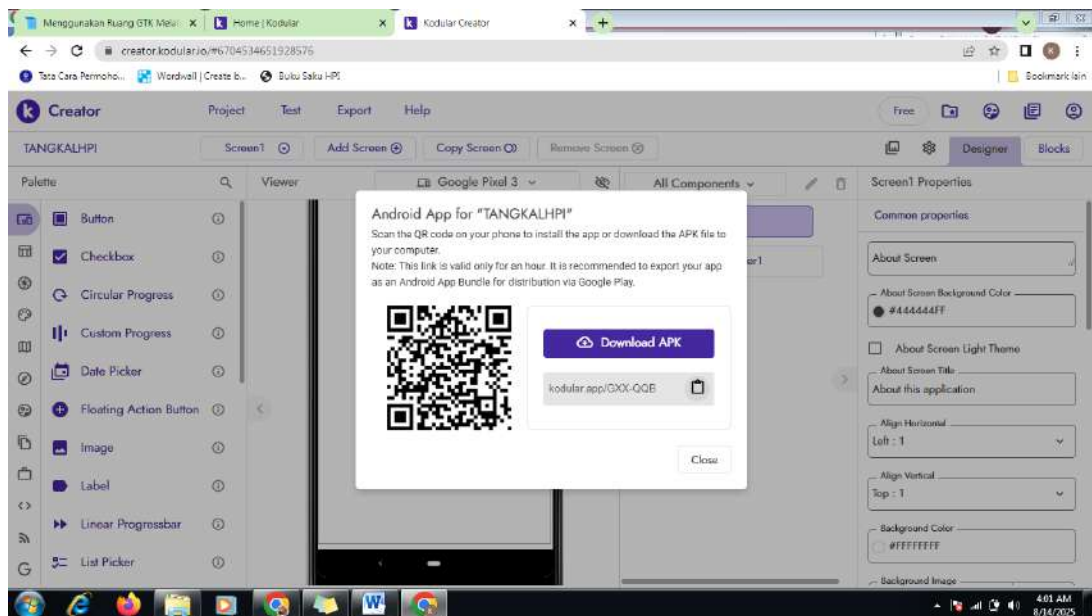 Menggunakan Ruang GTK Melal
Home | Kodular
Kodular Creator
creator.kodular.io/#6704534651928576
Tata Cara Permoho...
Wordwall | Create b...
Buku Saku HPI
Bookmark lain
Creator
Project
Test
Export
Help
Free
TANGKALHPI
Screen1
Add Screen
Copy Screen
Remove Screen
Designer
Blocks
Palette
Viewer
Google Pixel 3
All Components
Screen1 Properties
Button
Checkbox
Circular Progress
Custom Progress
Date Picker
Floating Action Button
Image
Label
Linear Progressbar
List Picker
Android App for "TANGKALHPI"
Scan the QR code on your phone to install the app or download the APK file to
your computer.
Note: This link is valid only for an hour. It is recommended to export your app
as an Android App Bundle for distribution via Google Play.
Download APK
kodular.app/GXX-QQB
Close
er1
Common properties
About Screen
About Screen Background Color
#444444FF
About Screen Light Theme
About Screen Title
About this application
Align Horizontal
Left : 1
Align Vertical
Top : 1
Background Color
#FFFFFFFF
Background Image
4:01 AM
8/14/2025